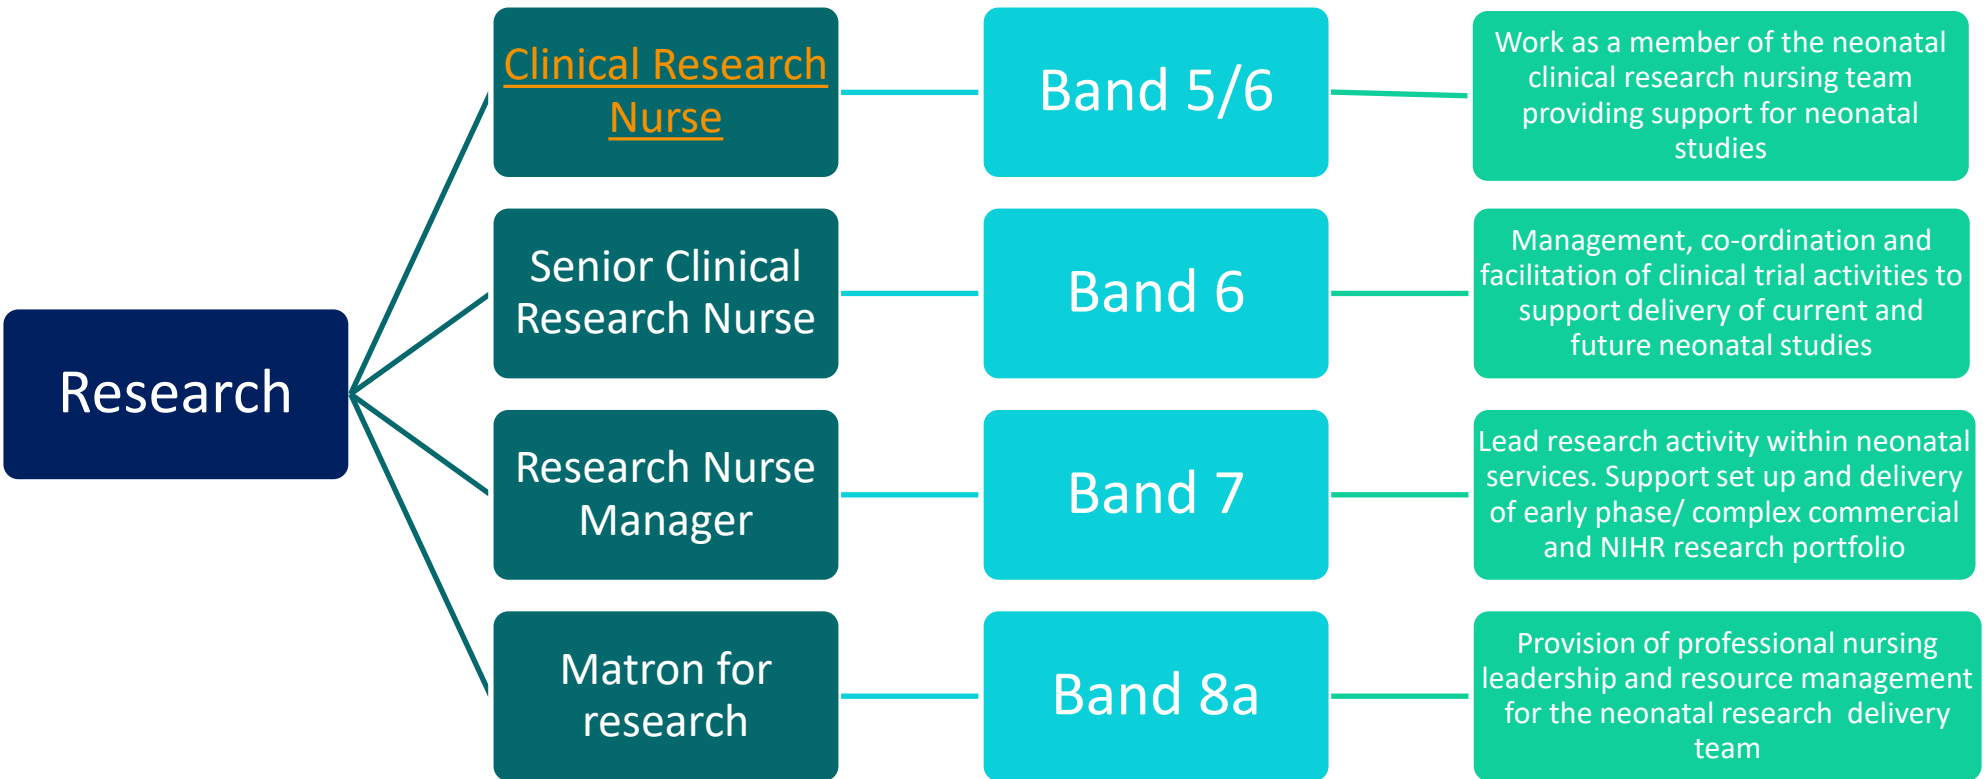 Research
Clinical Research
Nurse
Band 5/6
Work as a member of the neonatal
clinical research nursing team
providing support for neonatal
studies
Senior Clinical
Research Nurse
Band 6
Management, co-ordination and
facilitation of clinical trial activities to
support delivery of current and
future neonatal studies
Research Nurse
Manager
Band 7
Lead research activity within neonatal
services. Support set up and delivery
of early phase/ complex commercial
and NIHR research portfolio
Matron for
research
Band 8a
Provision of professional nursing
leadership and resource management
for the neonatal research  delivery
team